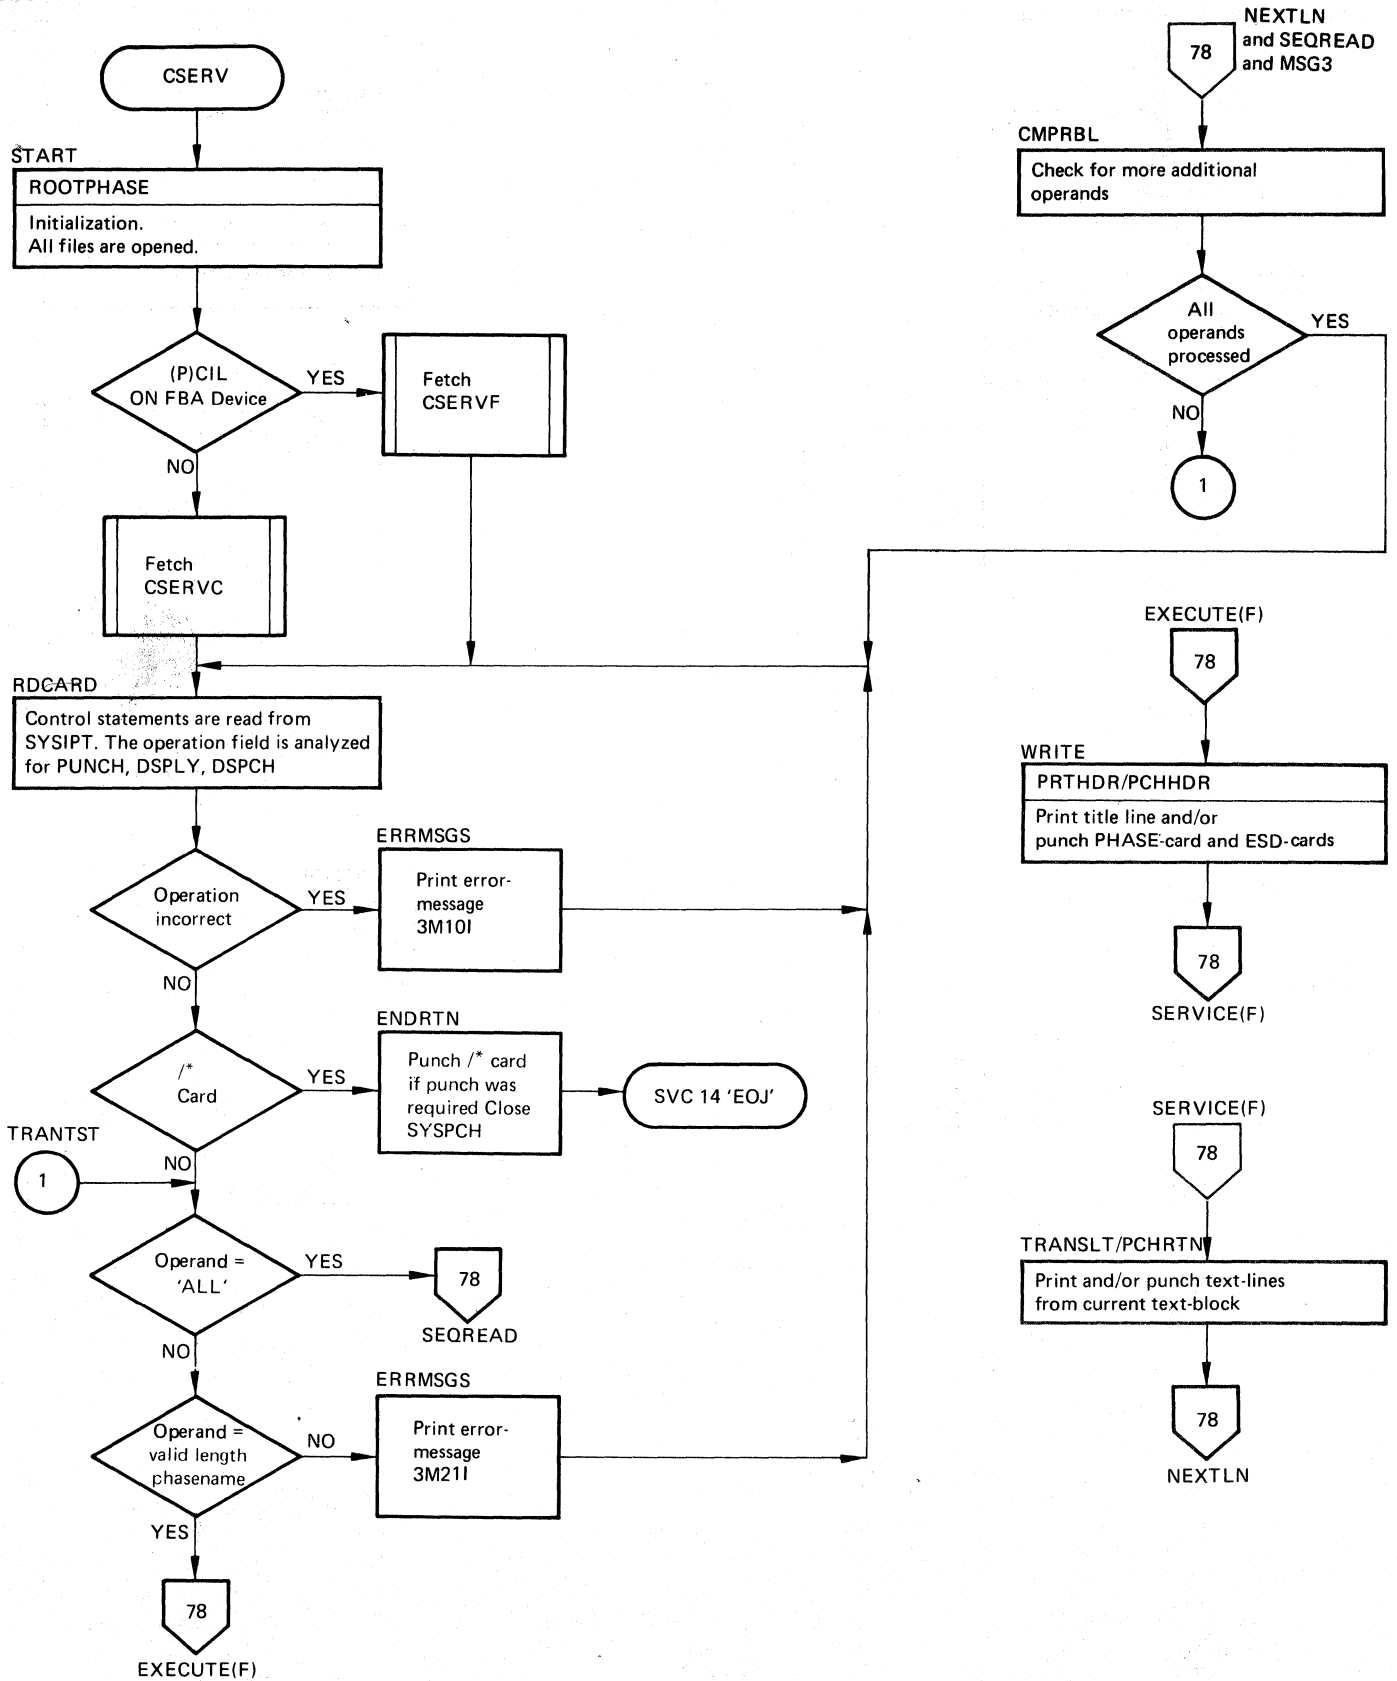 CSERV
START
ROOTPHASE
Initialization.
All files are opened.
(P)CIL
ON FBA Device
YES
Fetch
CSERVF
NO
Fetch
CSERVC
RDCARD
Control statements are read from
SYSIPT. The operation field is analyzed
for PUNCH, DSPLY, DSPCH
Operation
incorrect
YES
ERRMSGS
Print error-
message
3M10I
NO
/*
Card
YES
ENDRTN
Punch /* card
if punch was
required Close
SYSPCH
SVC 14 'EOJ'
TRANTST
1
NO
Operand =
'ALL'
YES
78
SEQREAD
NO
Operand =
valid length
phasename
NO
ERRMSGS
Print error-
message
3M21I
YES
78
EXECUTE(F)
78
NEXTLN
and SEQREAD
and MSG3
CMPRBL
Check for more additional
operands
All
operands
processed
YES
NO
1
EXECUTE(F)
78
WRITE
PRTHDR/PCHHDR
Print title line and/or
punch PHASE-card and ESD-cards
78
SERVICE(F)
SERVICE(F)
78
TRANSLT/PCHRTN
Print and/or punch text-lines
from current text-block
78
NEXTLN